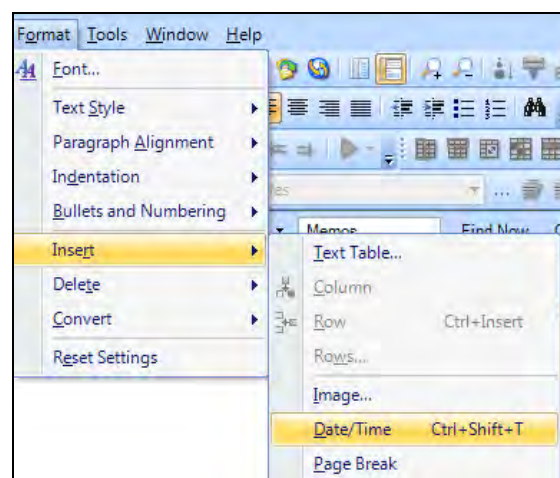 Format Tools Window Help
Font...
Text Style
Paragraph Alignment
Indentation
Bullets and Numbering
Memos Find Now
Insert
Text Table...
Delete
Column
Convert
Row Ctrl+Insert
Reset Settings
Rows...
Image...
Date/Time Ctrl+Shift+T
Page Break